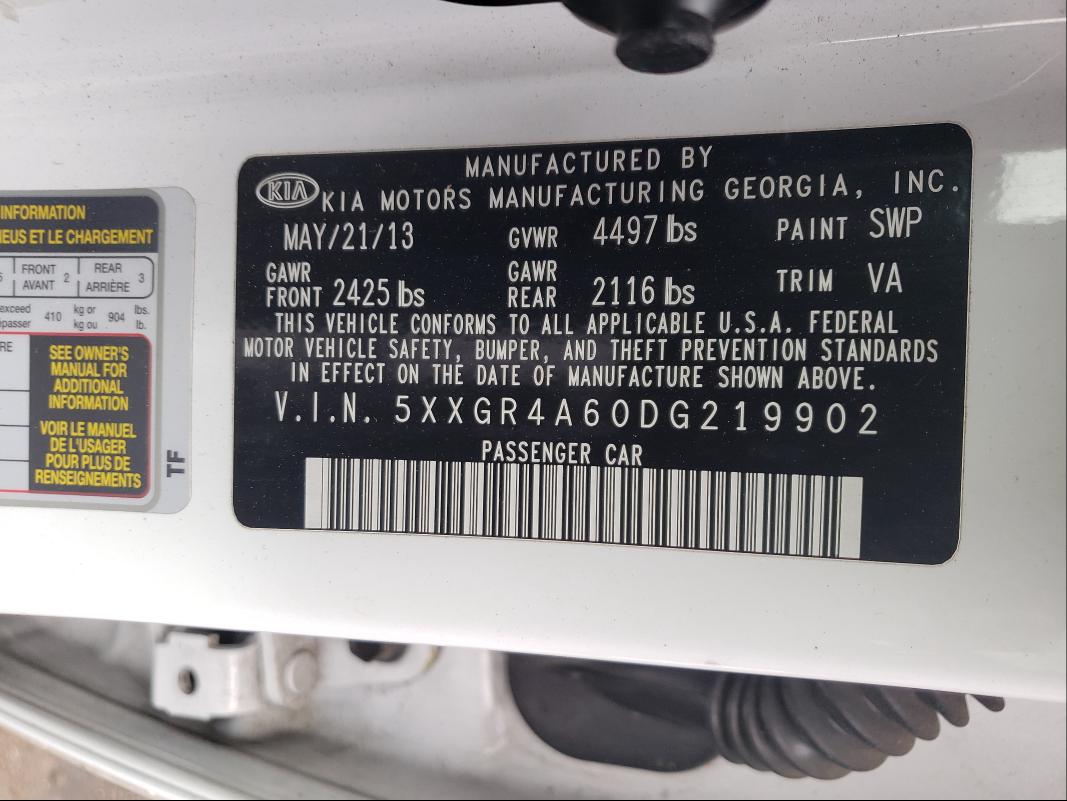 MANUFACTURED BY
KIA KIA MOTORS MANUFACTURING GEORGIA, INC.
MAY/21/13 GVWR 4497 lbs PAINT SWP
GAWR FRONT 2425 lbs GAWR REAR 2116 lbs TRIM VA
THIS VEHICLE CONFORMS TO ALL APPLICABLE U.S.A. FEDERAL
MOTOR VEHICLE SAFETY, BUMPER, AND THEFT PREVENTION STANDARDS
IN EFFECT ON THE DATE OF MANUFACTURE SHOWN ABOVE.
V.I.N. 5XXGR4A60DG219902
PASSENGER CAR
INFORMATION
ET LE CHARGEMENT
FRONT AVANT 2 REAR ARRIÈRE 3
exceed 410 kg or 904 lbs.
kg ou lb.
SEE OWNER'S
MANUAL FOR
ADDITIONAL
INFORMATION
VOIR LE MANUEL
DE L'USAGER
POUR PLUS DE
RENSEIGNEMENTS
TF